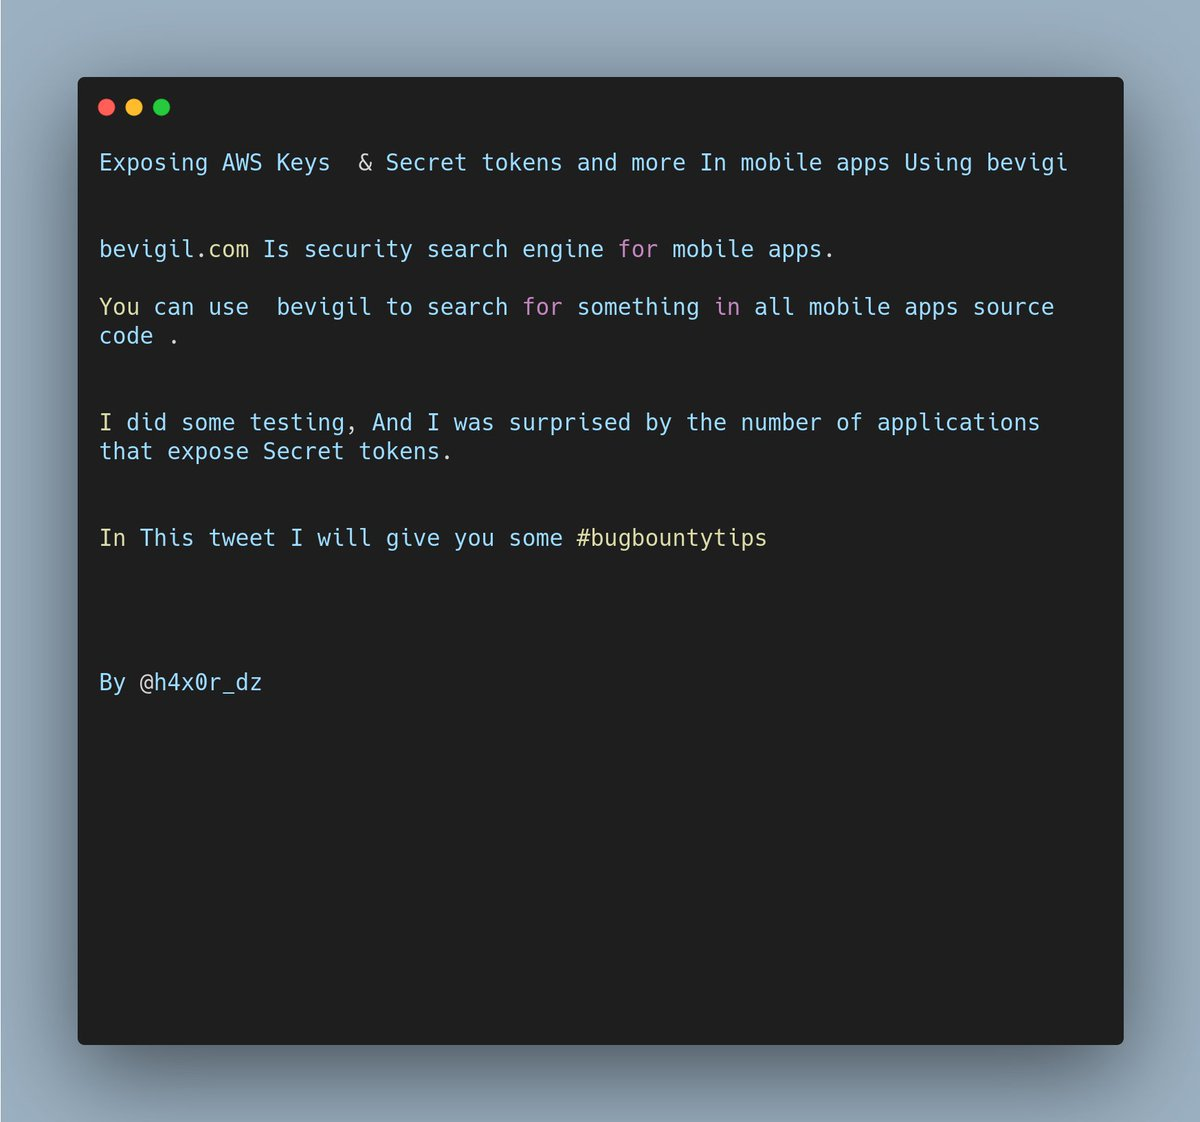 Exposing AWS Keys  & Secret tokens and more In mobile apps Using bevigi
bevigil.com Is security search engine for mobile apps.
You can use  bevigil to search for something in all mobile apps source
code .
I did some testing, And I was surprised by the number of applications
that expose Secret tokens.
In This tweet I will give you some #bugbountytips
By @h4x0r_dz